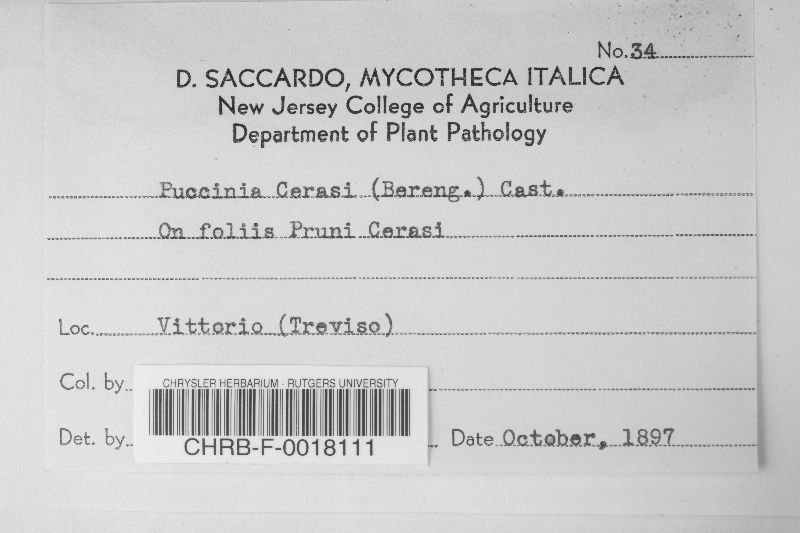 No. 34
D. SACCARDO, MYCOTHECA ITALICA
New Jersey College of Agriculture
Department of Plant Pathology
Puccinia Cerasi (Bereng.) Cast.
On foliis Pruni Cerasi
Loc. Vittorio (Treviso)
Col. by
CHRYSLER HERBARIUM - RUTGERS UNIVERSITY
CHRB-F-0018111
Det. by
Date October, 1897